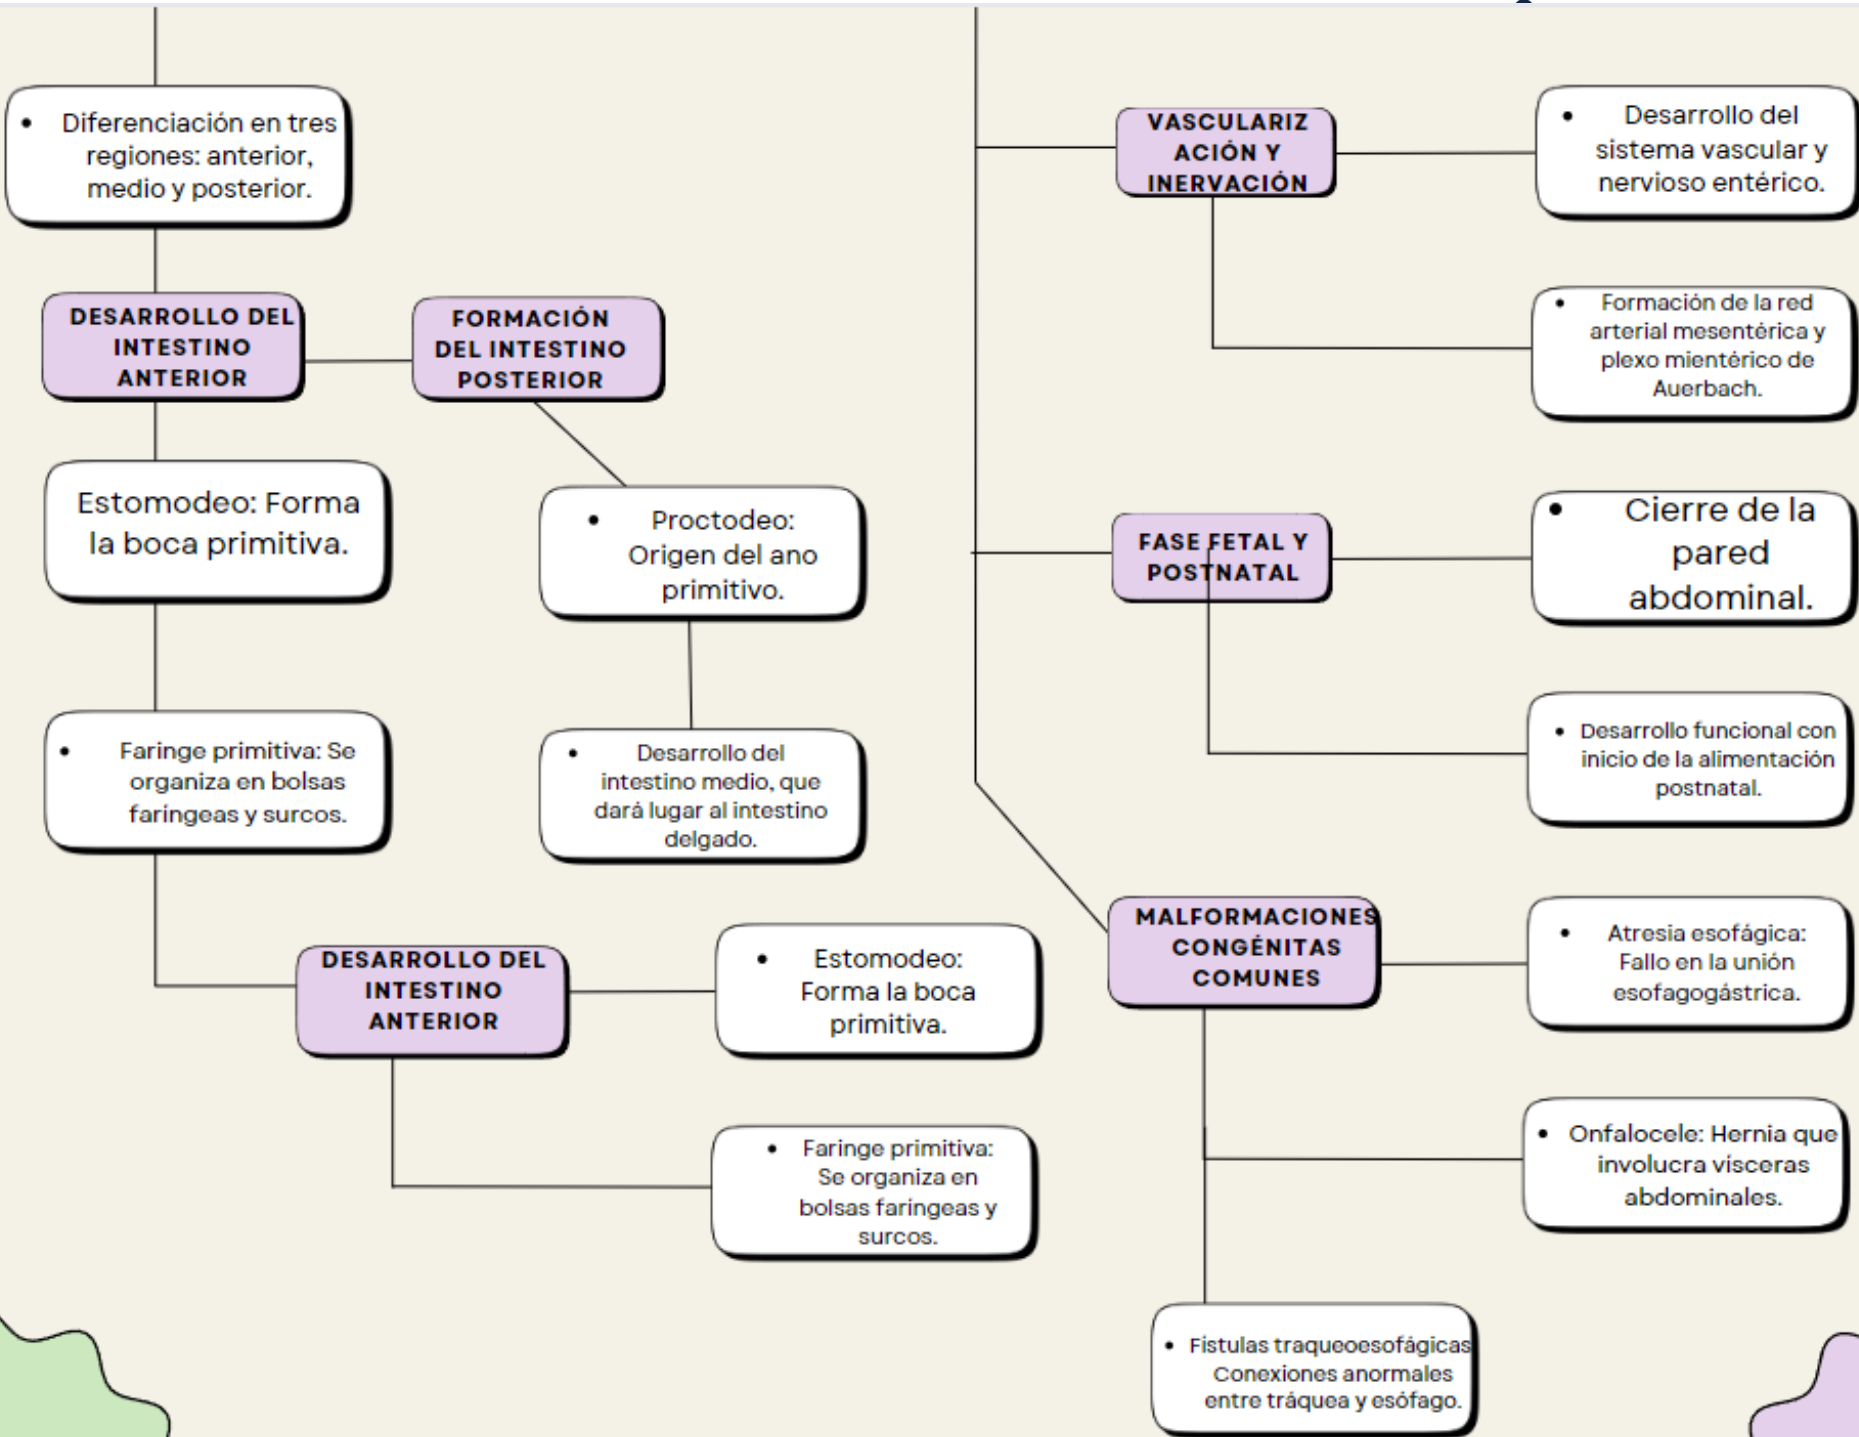 • Diferenciación en tres
regiones: anterior,
medio y posterior.
DESARROLLO DEL
INTESTINO
ANTERIOR
FORMACIÓN
DEL INTESTINO
POSTERIOR
Estomodeo: Forma
la boca primitiva.
• Proctodeo:
Origen del ano
primitivo.
• Faringe primitiva: Se
organiza en bolsas
faríngeas y surcos.
• Desarrollo del
intestino medio, que
dará lugar al intestino
delgado.
DESARROLLO DEL
INTESTINO
ANTERIOR
• Estomodeo:
Forma la boca
primitiva.
• Faringe primitiva:
Se organiza en
bolsas faríngeas y
surcos.
VASCULARIZ
ACIÓN Y
INERVACIÓN
• Desarrollo del
sistema vascular y
nervioso entérico.
• Formación de la red
arterial mesentérica y
plexo mientérico de
Auerbach.
FASE FETAL Y
POSTNATAL
• Cierre de la
pared
abdominal.
• Desarrollo funcional con
inicio de la alimentación
postnatal.
MALFORMACIONES
CONGÉNITAS
COMUNES
• Atresia esofágica:
Fallo en la unión
esofagogástrica.
• Onfalocele: Hernia que
involucra vísceras
abdominales.
• Fístulas traqueoesofágicas
Conexiones anormales
entre tráquea y esófago.